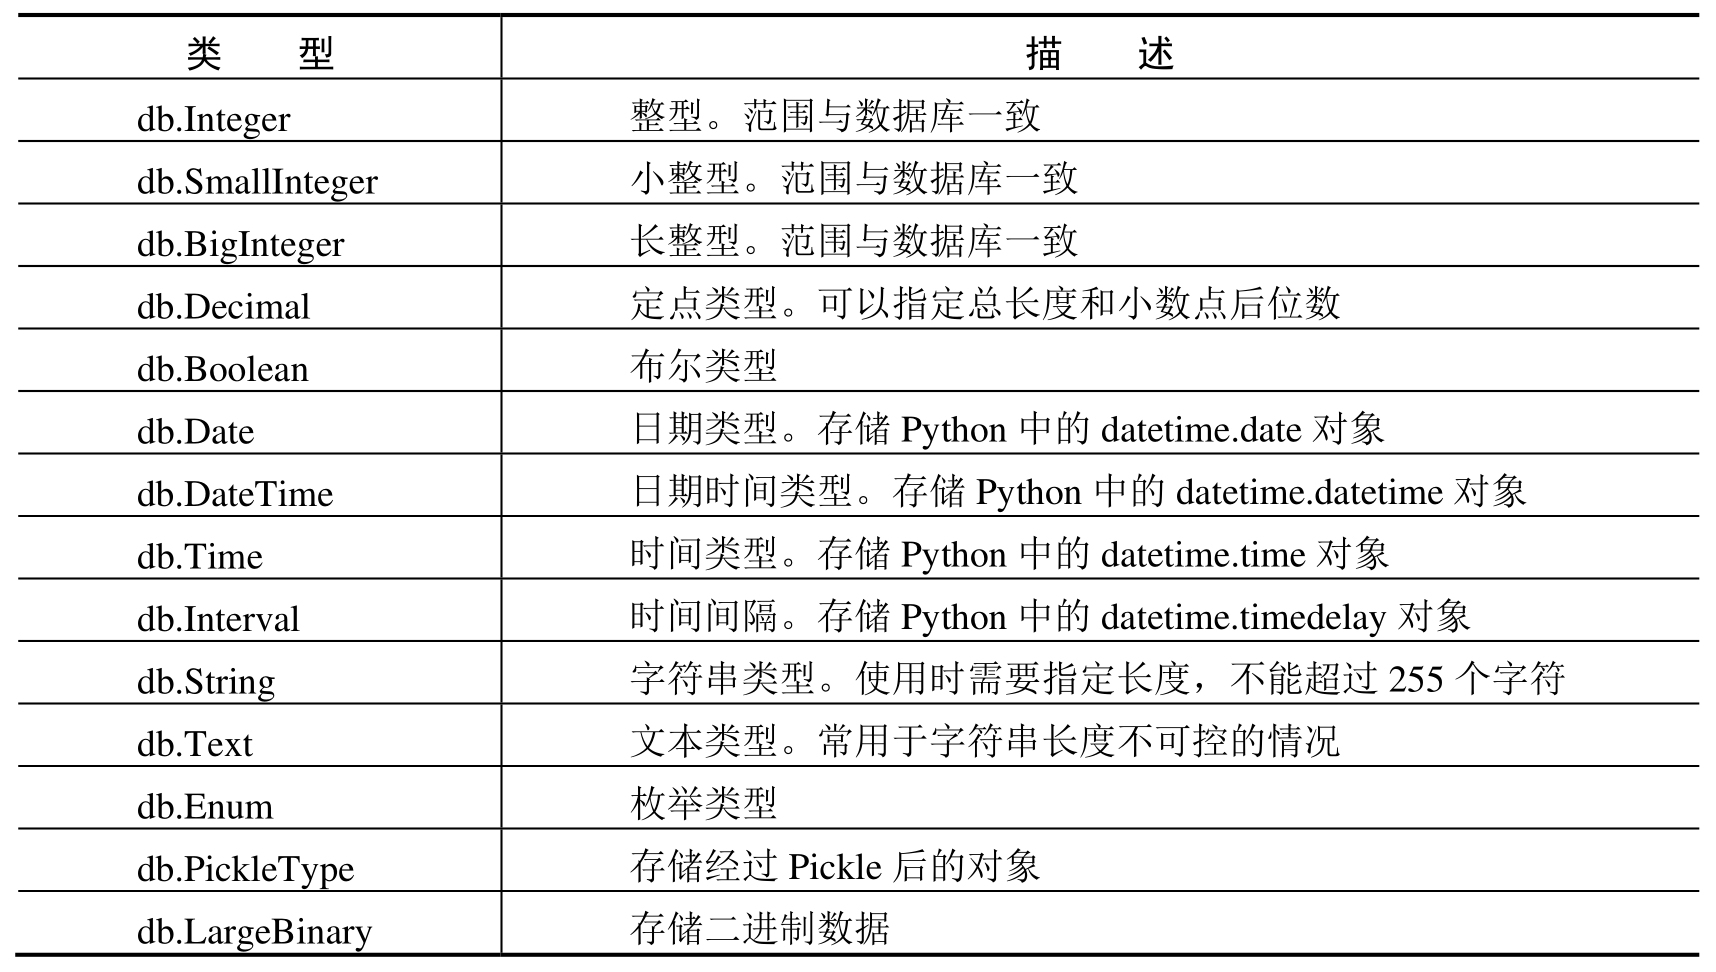 类 型 描 述
db.Integer 整型。范围与数据库一致
db.SmallInteger 小整型。范围与数据库一致
db.BigInteger 长整型。范围与数据库一致
db.Decimal 定点类型。可以指定总长度和小数点后位数
db.Boolean 布尔类型
db.Date 日期类型。存储 Python 中的 datetime.date 对象
db.DateTime 日期时间类型。存储 Python 中的 datetime.datetime 对象
db.Time 时间类型。存储 Python 中的 datetime.time 对象
db.Interval 时间间隔。存储 Python 中的 datetime.timedelay 对象
db.String 字符串类型。使用时需要指定长度，不能超过 255 个字符
db.Text 文本类型。常用于字符串长度不可控的情况
db.Enum 枚举类型
db.PickleType 存储经过 Pickle 后的对象
db.LargeBinary 存储二进制数据